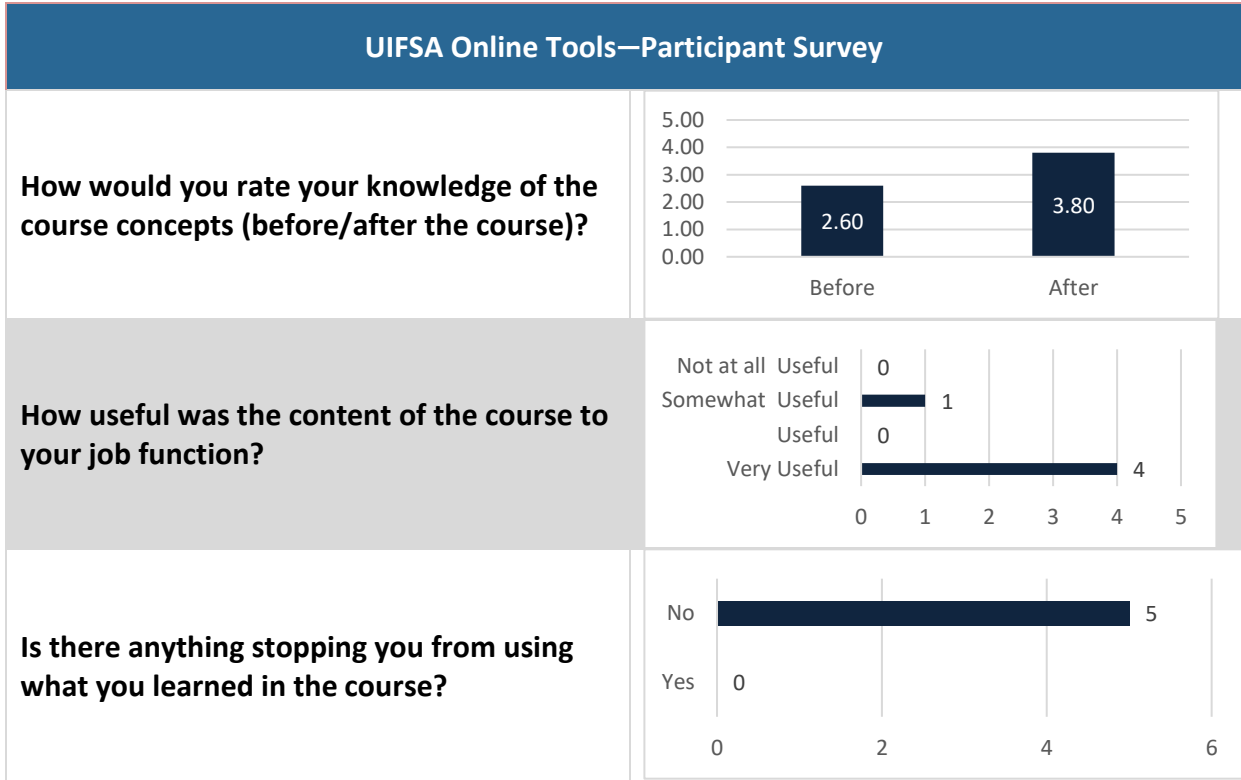 UIFSA Online Tools—Participant Survey
How would you rate your knowledge of the
course concepts (before/after the course)?
5.00
4.00
3.00
2.00
1.00
0.00
2.60
3.80
Before After
How useful was the content of the course to
your job function?
Not at all Useful 0
Somewhat Useful 1
Useful 0
Very Useful 4
0 1 2 3 4 5
Is there anything stopping you from using
what you learned in the course?
No 5
Yes 0
0 2 4 6